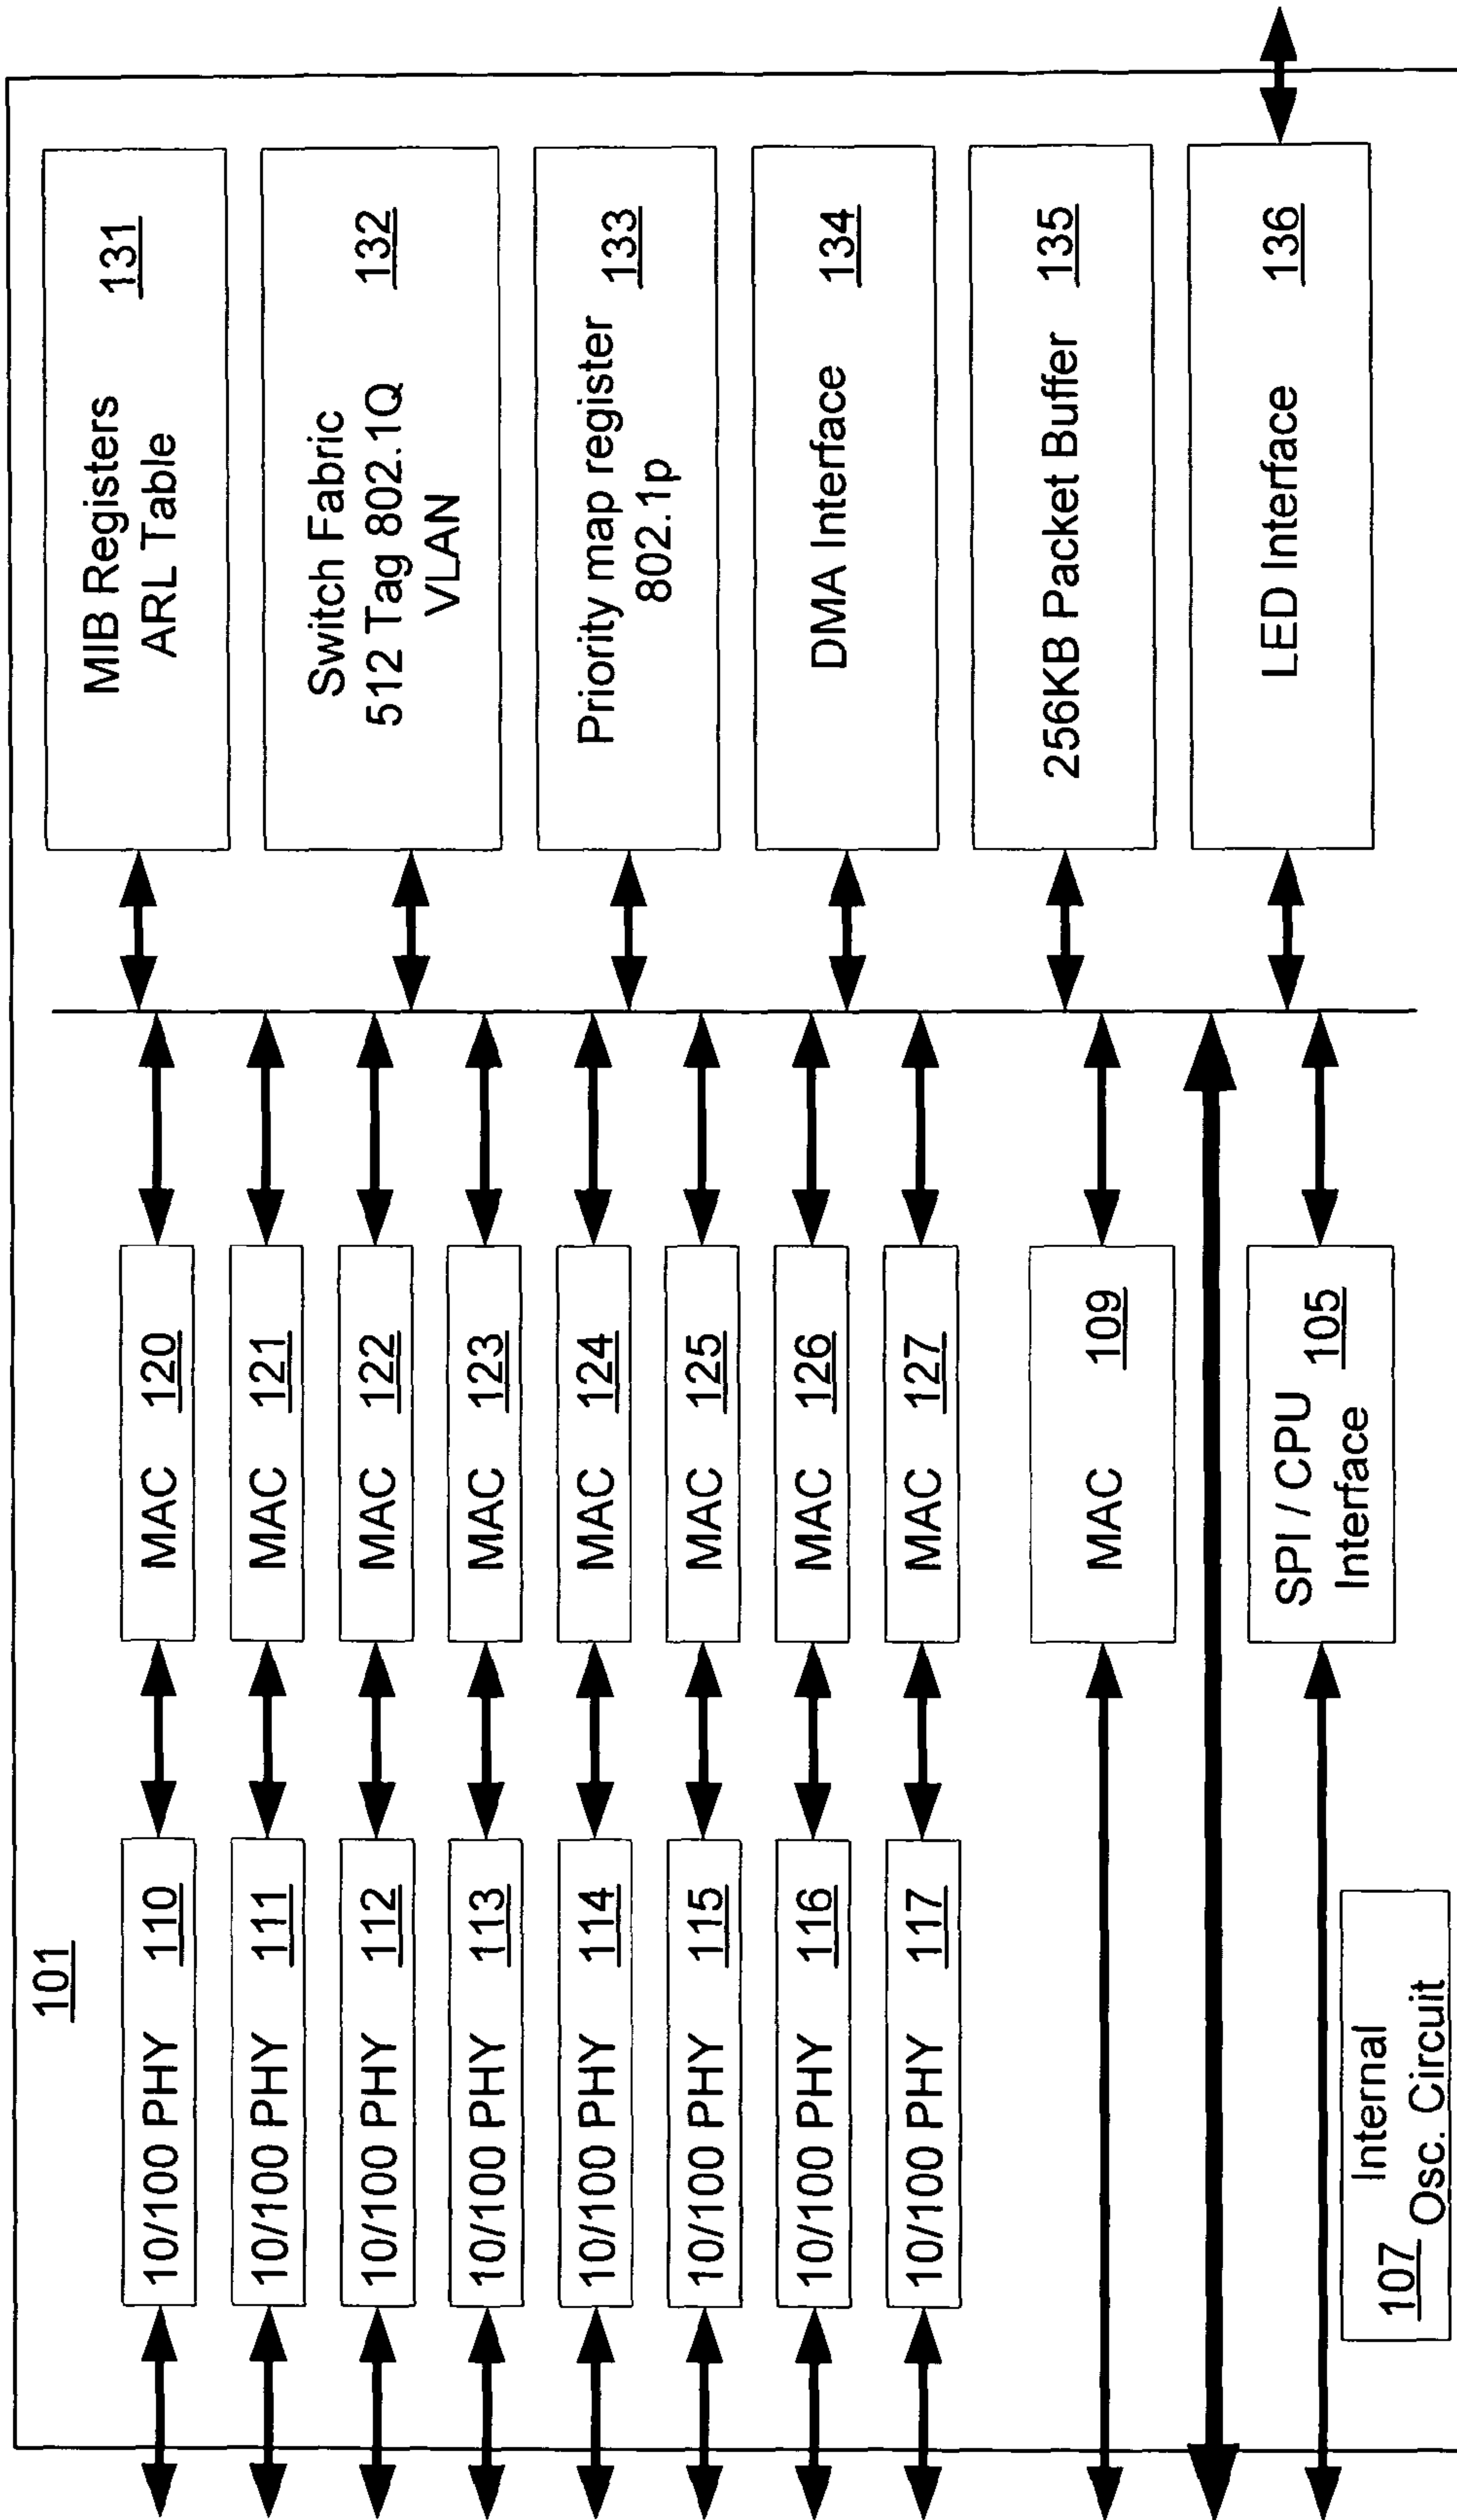 101
10/100 PHY 110
MAC 120
10/100 PHY 111
MAC 121
10/100 PHY 112
MAC 122
10/100 PHY 113
MAC 123
10/100 PHY 114
MAC 124
10/100 PHY 115
MAC 125
10/100 PHY 116
MAC 126
10/100 PHY 117
MAC 127
MAC 109
SPI / CPU
Interface 105
Internal
107 Osc. Circuit
MIB Registers
ARL Table 131
Switch Fabric
512 Tag 802.1Q 132
VLAN
Priority map register 133
802.1p
DMA Interface 134
256KB Packet Buffer 135
LED Interface 136